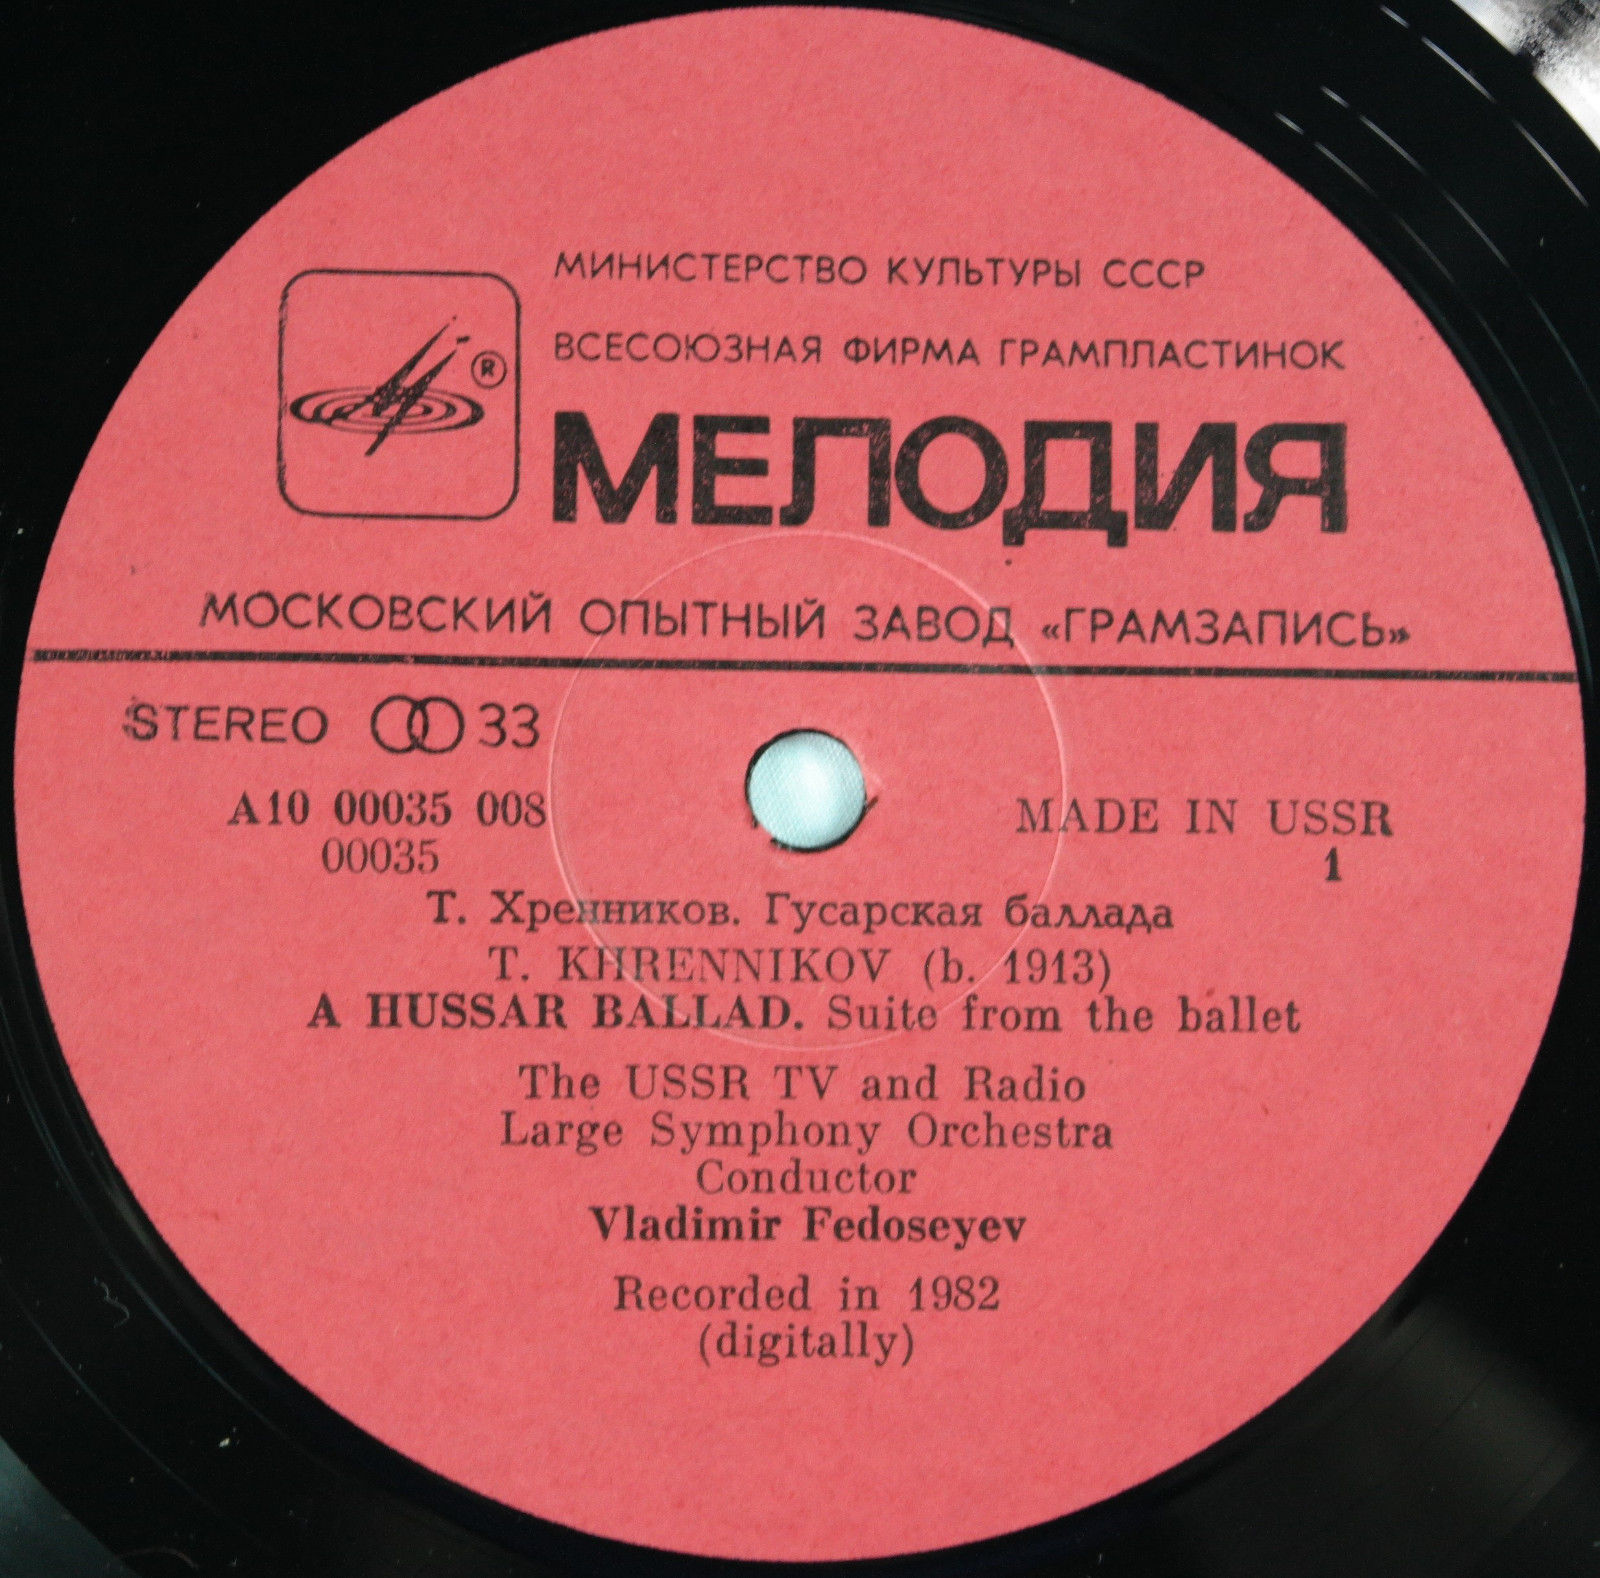 МИНИСТЕРСТВО КУЛЬТУРЫ СССР
ВСЕСОЮЗНАЯ ФИРМА ГРАМПЛАСТИНОК
®
МЕЛОДИЯ
МОСКОВСКИЙ ОПЫТНЫЙ ЗАВОД «ГРАМЗАПИСЬ»
STEREO 33
A10 00035 008
MADE IN USSR
00035
1
Т. Хренников. Гусарская баллада
T. KHRENNIKOV (b. 1913)
A HUSSAR BALLAD. Suite from the ballet
The USSR TV and Radio
Large Symphony Orchestra
Conductor
Vladimir Fedoseyev
Recorded in 1982
(digitally)